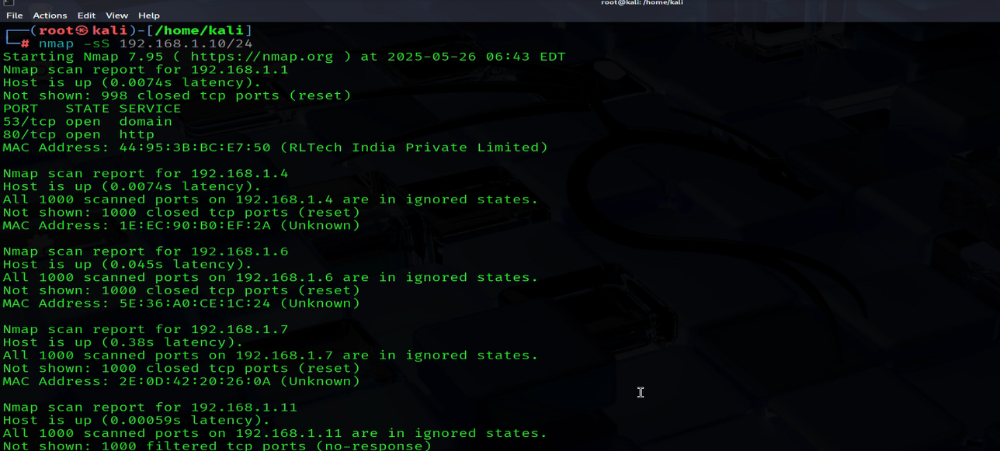 root@kali: /home/kali
File Actions Edit View Help
┌──(root㉿kali)-[/home/kali]
└─# nmap -sS 192.168.1.10/24
Starting Nmap 7.95 ( https://nmap.org ) at 2025-05-26 06:43 EDT
Nmap scan report for 192.168.1.1
Host is up (0.0074s latency).
Not shown: 998 closed tcp ports (reset)
PORT   STATE SERVICE
53/tcp open  domain
80/tcp open  http
MAC Address: 44:95:3B:BC:E7:50 (RLTech India Private Limited)
Nmap scan report for 192.168.1.4
Host is up (0.0074s latency).
All 1000 scanned ports on 192.168.1.4 are in ignored states.
Not shown: 1000 closed tcp ports (reset)
MAC Address: 1E:EC:90:B0:EF:2A (Unknown)
Nmap scan report for 192.168.1.6
Host is up (0.045s latency).
All 1000 scanned ports on 192.168.1.6 are in ignored states.
Not shown: 1000 closed tcp ports (reset)
MAC Address: 5E:36:A0:CE:1C:24 (Unknown)
Nmap scan report for 192.168.1.7
Host is up (0.38s latency).
All 1000 scanned ports on 192.168.1.7 are in ignored states.
Not shown: 1000 closed tcp ports (reset)
MAC Address: 2E:0D:42:20:26:0A (Unknown)
Nmap scan report for 192.168.1.11
Host is up (0.00059s latency).
All 1000 scanned ports on 192.168.1.11 are in ignored states.
Not shown: 1000 filtered tcp ports (no-response)